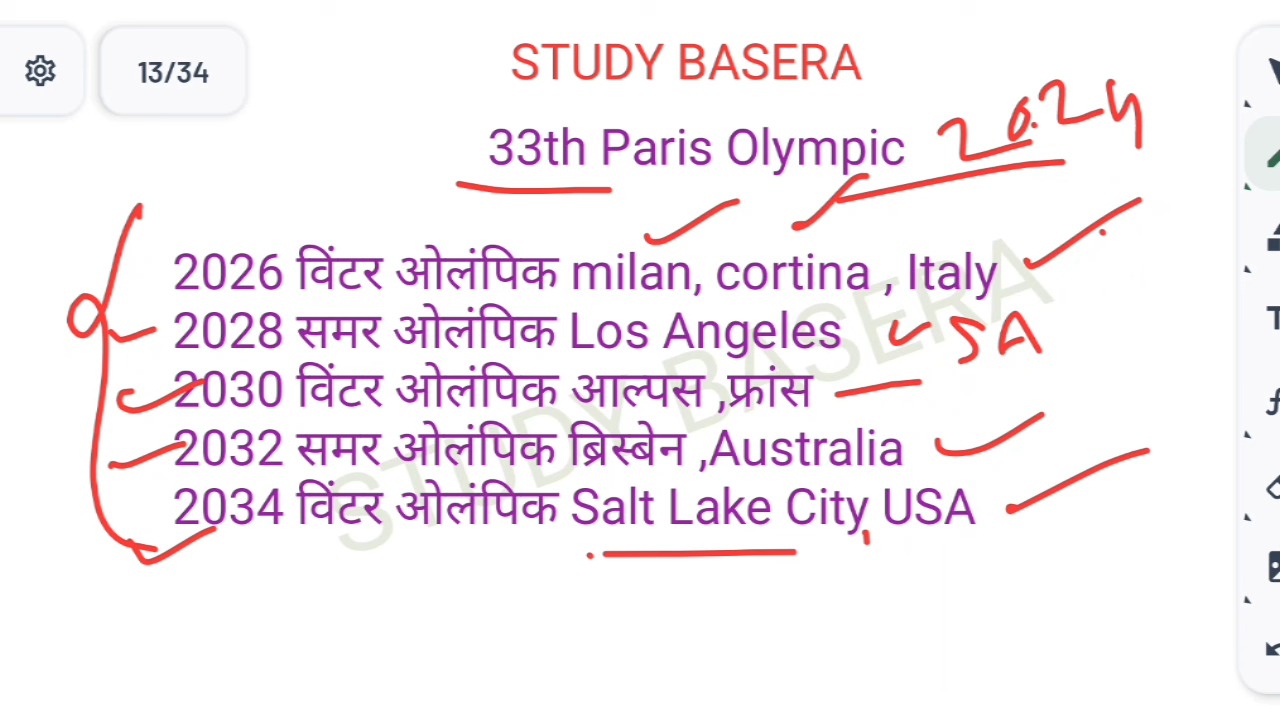 13/34
STUDY BASERA
33th Paris Olympic 2024
2026 विंटर ओलंपिक milan, cortina , Italy
2028 समर ओलंपिक Los Angeles USA
2030 विंटर ओलंपिक आल्पस ,फ्रांस
2032 समर ओलंपिक ब्रिस्बेन ,Australia
2034 विंटर ओलंपिक Salt Lake City USA
STUDY BASERA